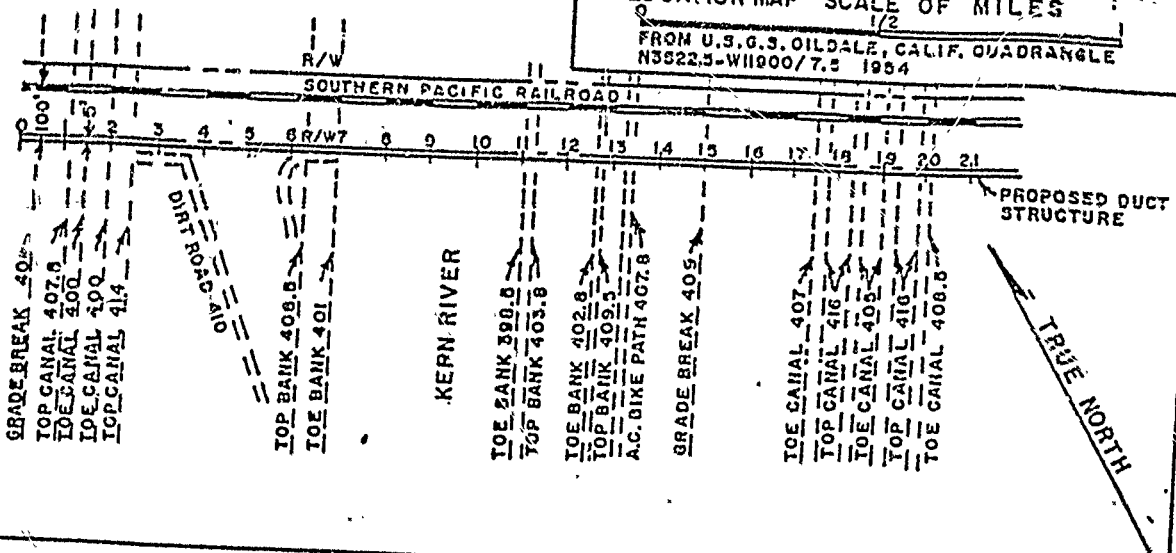 LOCATION MAP SCALE OF MILES
0 1/2 1
FROM U.S.G.S. OILDALE, CALIF. QUADRANGLE
N3522.5-W11900/7.5 1954
R/W
SOUTHERN PACIFIC RAILROAD
100' 5'
0 1 2 3 4 5 6 R/W 7 8 9 10 11 12 13 14 15 16 17 18 19 20 21
PROPOSED DUCT
STRUCTURE
GRADE BREAK
TOP CANAL 407.8
TOE CANAL 400
TOE CANAL 400
TOP CANAL 414
DIRT ROAD-410
TOP BANK 408.8
TOE BANK 401
KERN RIVER
TOE BANK 398.8
TOP BANK 403.8
TOE BANK 402.8
TOP BANK 409.5
A.C. BIKE PATH 407.8
GRADE BREAK 409
TOE CANAL 407
TOP CANAL 416
TOE CANAL 405
TOP CANAL 416
TOE CANAL 408.8
TRUE NORTH